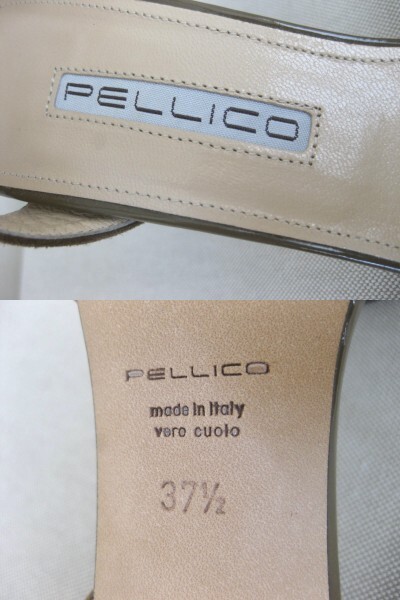 PELLICO
PELLICO
made in Italy
vero cuoio
37½